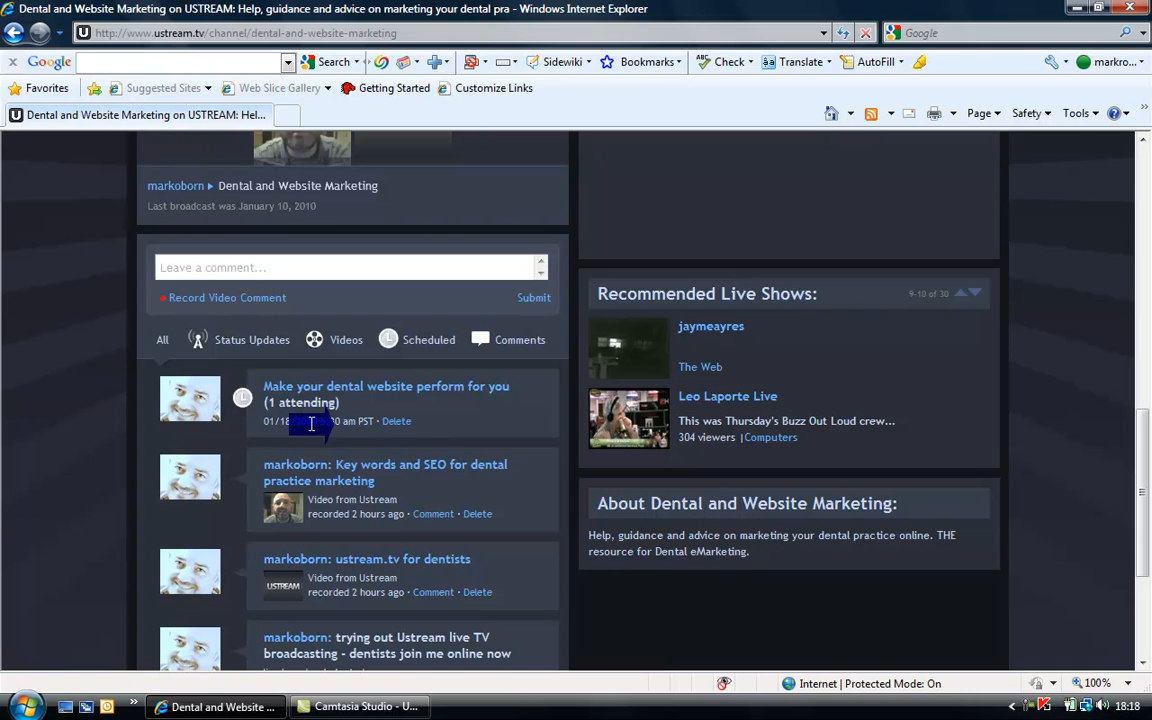 Dental and Website Marketing on USTREAM: Help, guidance and advice on marketing your dental pra - Windows Internet Explorer
http://www.ustream.tv/channel/dental-and-website-marketing
Google
Google Search Sidewiki Bookmarks Check Translate AutoFill markro...
Favorites Suggested Sites Web Slice Gallery Getting Started Customize Links
Dental and Website Marketing on USTREAM: Hel...
Page Safety Tools
markoborn Dental and Website Marketing
Last broadcast was January 10, 2010
Leave a comment...
Record Video Comment Submit
All Status Updates Videos Scheduled Comments
Make your dental website perform for you
(1 attending)
am PST · Delete
markoborn: Key words and SEO for dental
practice marketing
Video from Ustream
recorded 2 hours ago · Comment · Delete
markoborn: ustream.tv for dentists
USTREAM
Video from Ustream
recorded 2 hours ago · Comment · Delete
markoborn: trying out Ustream live TV
broadcasting - dentists join me online now
Recommended Live Shows: 9-10 of 30
jaymeayres
The Web
Leo Laporte Live
This was Thursday's Buzz Out Loud crew...
304 viewers | Computers
About Dental and Website Marketing:
Help, guidance and advice on marketing your dental practice online. THE
resource for Dental eMarketing.
Internet | Protected Mode: On 100%
Dental and Website ... Camtasia Studio - U... 18:18